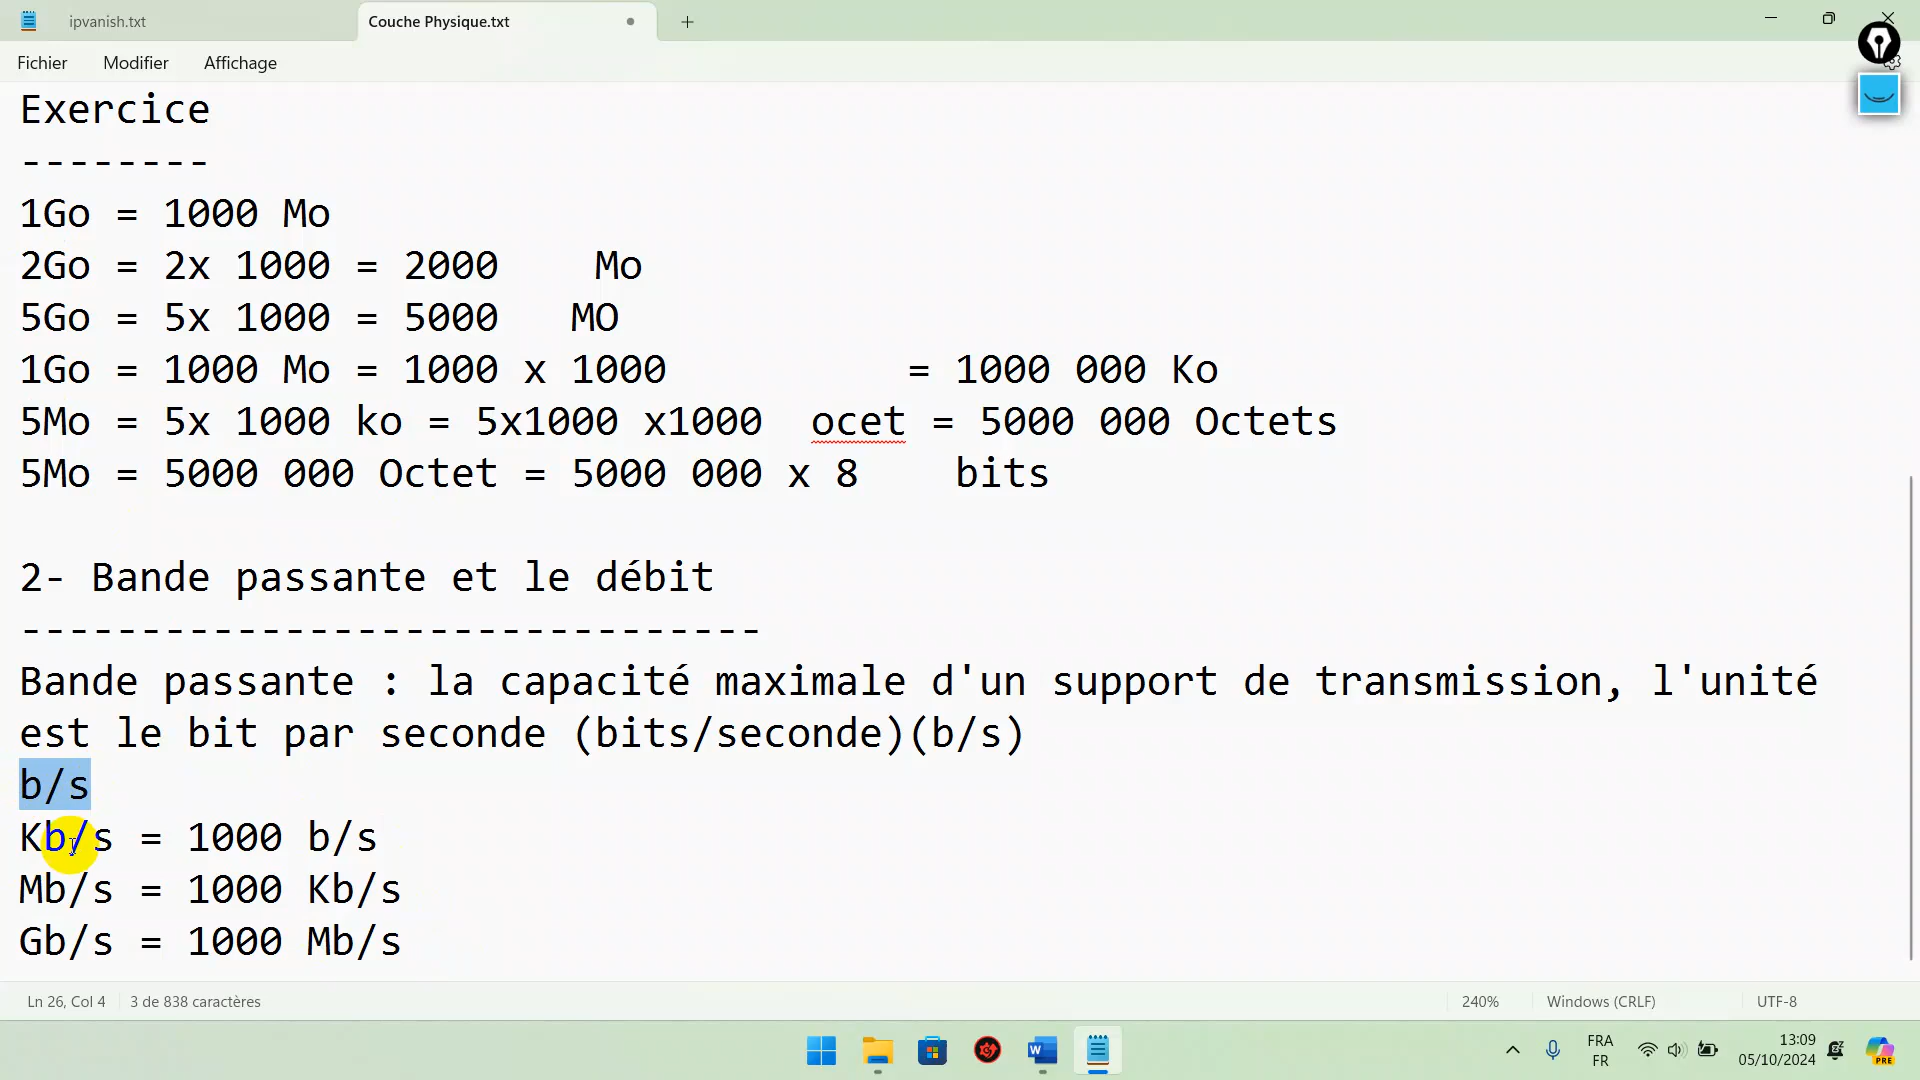 ipvanish.txt
Couche Physique.txt
Fichier Modifier Affichage
Exercice
--------
1Go = 1000 Mo
2Go = 2x 1000 = 2000    Mo
5Go = 5x 1000 = 5000   MO
1Go = 1000 Mo = 1000 x 1000          = 1000 000 Ko
5Mo = 5x 1000 ko = 5x1000 x1000  ocet = 5000 000 Octets
5Mo = 5000 000 Octet = 5000 000 x 8    bits
2- Bande passante et le débit
-------------------------------
Bande passante : la capacité maximale d'un support de transmission, l'unité
est le bit par seconde (bits/seconde)(b/s)
b/s
Kb/s = 1000 b/s
Mb/s = 1000 Kb/s
Gb/s = 1000 Mb/s
Ln 26, Col 4 3 de 838 caractères 240% Windows (CRLF) UTF-8
FRA 13:09
FR 05/10/2024
PRE